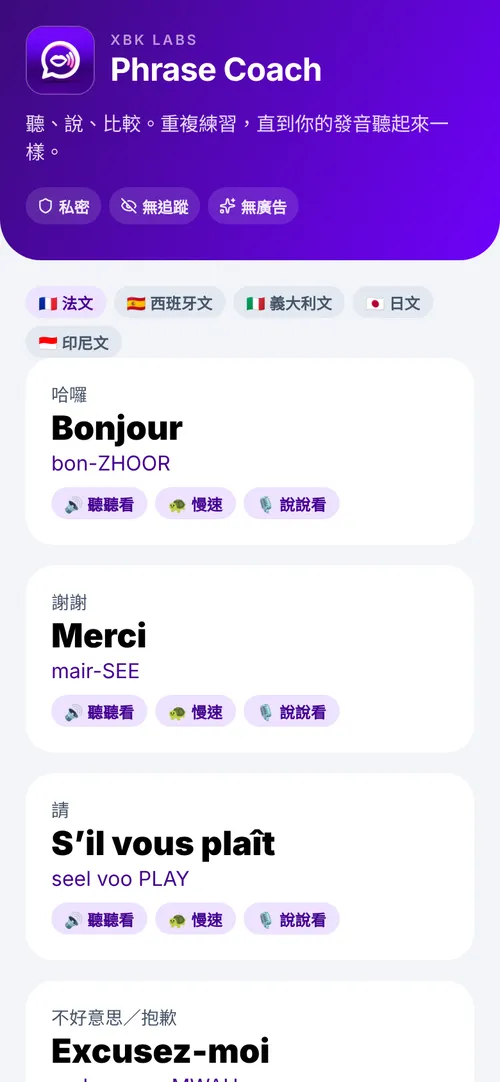 XBK LABS
Phrase Coach
聽、說、比較。重複練習，直到你的發音聽起來一
樣。
私密 無追蹤 無廣告
法文 西班牙文 義大利文 日文
印尼文
哈囉
Bonjour
bon-ZHOOR
聽聽看 慢速 說說看
謝謝
Merci
mair-SEE
聽聽看 慢速 說說看
請
S’il vous plaît
seel voo PLAY
聽聽看 慢速 說說看
不好意思／抱歉
Excusez-moi